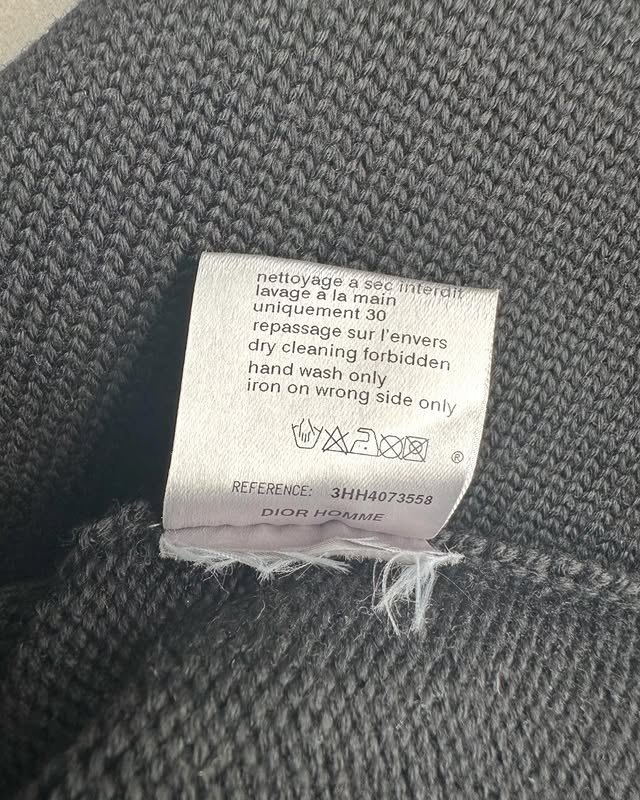 nettoyage a sec interdit
lavage à la main
uniquement 30
repassage sur l'envers
dry cleaning forbidden
hand wash only
iron on wrong side only
®
REFERENCE: 3HH4073558
DIOR HOMME